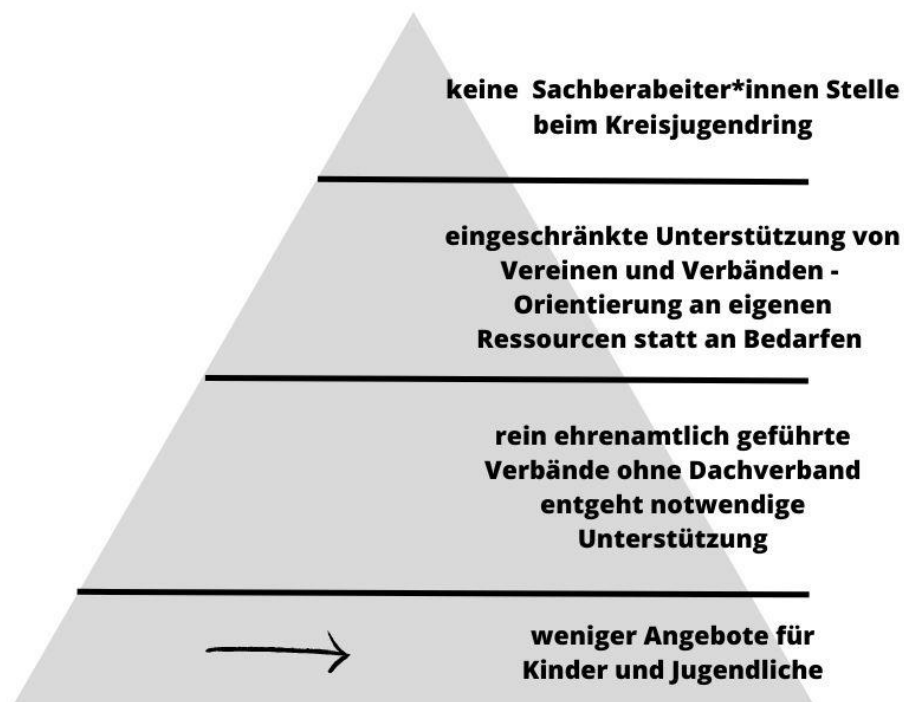 keine Sachberabeiter*innen Stelle
beim Kreisjugendring
eingeschränkte Unterstützung von
Vereinen und Verbänden -
Orientierung an eigenen
Ressourcen statt an Bedarfen
rein ehrenamtlich geführte
Verbände ohne Dachverband
entgeht notwendige
Unterstützung
weniger Angebote für
Kinder und Jugendliche